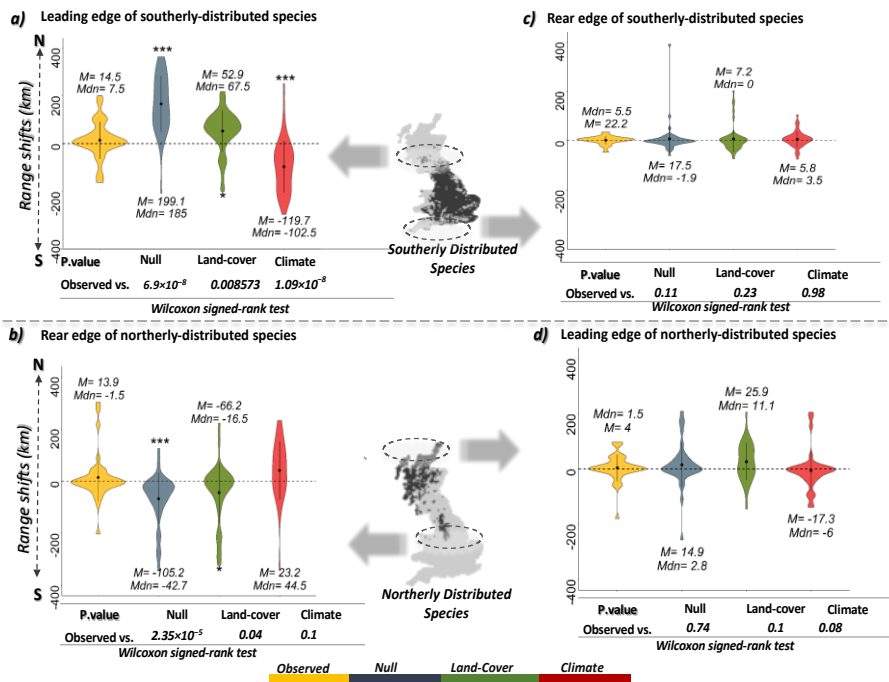 a) Leading edge of southerly-distributed species
N
Range shifts (km)
400
200
0
-200
-400
S
M= 14.5
Mdn= 7.5
***
M= 199.1
Mdn= 185
M= 52.9
Mdn= 67.5
*
***
M= -119.7
Mdn= -102.5
P.value Null Land-cover Climate
Observed vs. 6.9×10⁻⁸ 0.008573 1.09×10⁻⁸
Wilcoxon signed-rank test
Southerly Distributed
Species
c) Rear edge of southerly-distributed species
400
200
0
-200
-400
Mdn= 5.5
M= 22.2
M= 17.5
Mdn= -1.9
M= 7.2
Mdn= 0
M= 5.8
Mdn= 3.5
P.value Null Land-cover Climate
Observed vs. 0.11 0.23 0.98
Wilcoxon signed-rank test
b) Rear edge of northerly-distributed species
N
Range shifts (km)
400
200
0
-200
-400
S
M= 13.9
Mdn= -1.5
***
M= -105.2
Mdn= -42.7
M= -66.2
Mdn= -16.5
*
M= 23.2
Mdn= 44.5
P.value Null Land-cover Climate
Observed vs. 2.35×10⁻⁵ 0.04 0.1
Wilcoxon signed-rank test
Northerly Distributed
Species
d) Leading edge of northerly-distributed species
400
200
0
-200
-400
Mdn= 1.5
M= 4
M= 14.9
Mdn= 2.8
M= 25.9
Mdn= 11.1
M= -17.3
Mdn= -6
P.value Null Land-cover Climate
Observed vs. 0.74 0.1 0.08
Wilcoxon signed-rank test
Observed Null Land-Cover Climate